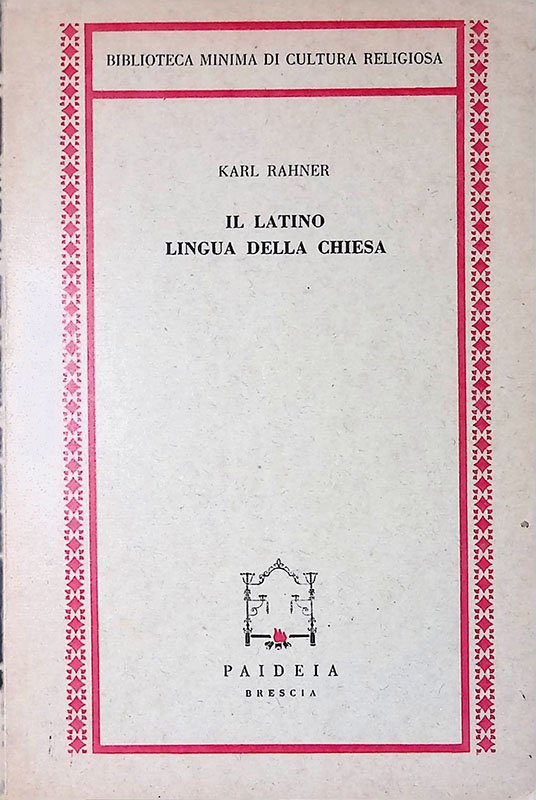 BIBLIOTECA MINIMA DI CULTURA RELIGIOSA
KARL RAHNER
IL LATINO
LINGUA DELLA CHIESA
PAIDEIA
BRESCIA